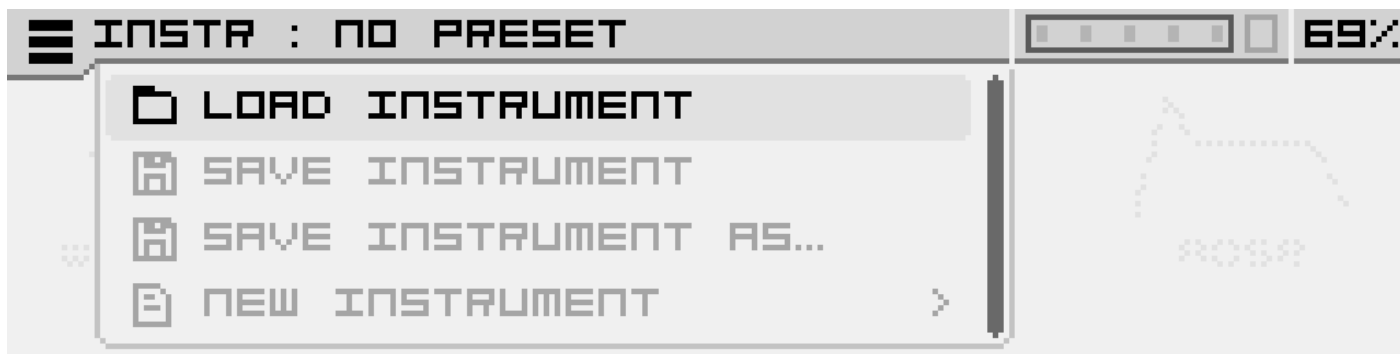 INSTR : NO PRESET
69%
LOAD INSTRUMENT
SAVE INSTRUMENT
SAVE INSTRUMENT AS...
NEW INSTRUMENT >